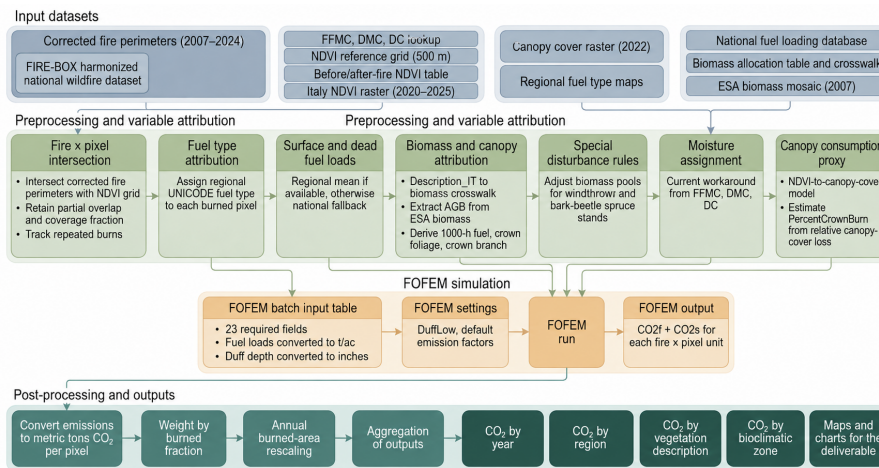 Input datasets
Corrected fire perimeters (2007–2024)
FIRE-BOX harmonized
national wildfire dataset
FFMC, DMC, DC lookup
NDVI reference grid (500 m)
Before/after-fire NDVI table
Italy NDVI raster (2020–2025)
Canopy cover raster (2022)
Regional fuel type maps
National fuel loading database
Biomass allocation table and crosswalk
ESA biomass mosaic (2007)
Preprocessing and variable attribution
Preprocessing and variable attribution
Fire x pixel
intersection
• Intersect corrected fire
perimeters with NDVI grid
• Retain partial overlap
and coverage fraction
• Track repeated burns
Fuel type
attribution
Assign regional
UNICODE fuel type
to each burned pixel
Surface and dead
fuel loads
Regional mean if
available, otherwise
national fallback
Biomass and canopy
attribution
• Description_IT to
biomass crosswalk
• Extract AGB from
ESA biomass
• Derive 1000-h fuel, crown
foliage, crown branch
Special
disturbance rules
Adjust biomass pools
for windthrow and
bark-beetle spruce
stands
Moisture
assignment
Current workaround
from FFMC, DMC,
DC
Canopy consumption
proxy
• NDVI-to-canopy-cove
model
• Estimate
PercentCrownBurn
from relative canopy-
cover loss
FOFEM simulation
FOFEM batch input table
• 23 required fields
• Fuel loads converted to t/ac
• Duff depth converted to inches
FOFEM settings
DuffLow, default
emission factors
FOFEM
run
FOFEM output
CO2f + CO2s for
each fire x pixel unit
Post-processing and outputs
Convert emissions
to metric tons CO₂
per pixel
Weight by
burned
fraction
Annual
burned-area
rescaling
Aggregation
of outputs
CO₂ by
year
CO₂ by
region
CO₂ by
vegetation
description
CO₂ by
bioclimatic
zone
Maps and
charts for the
deliverable